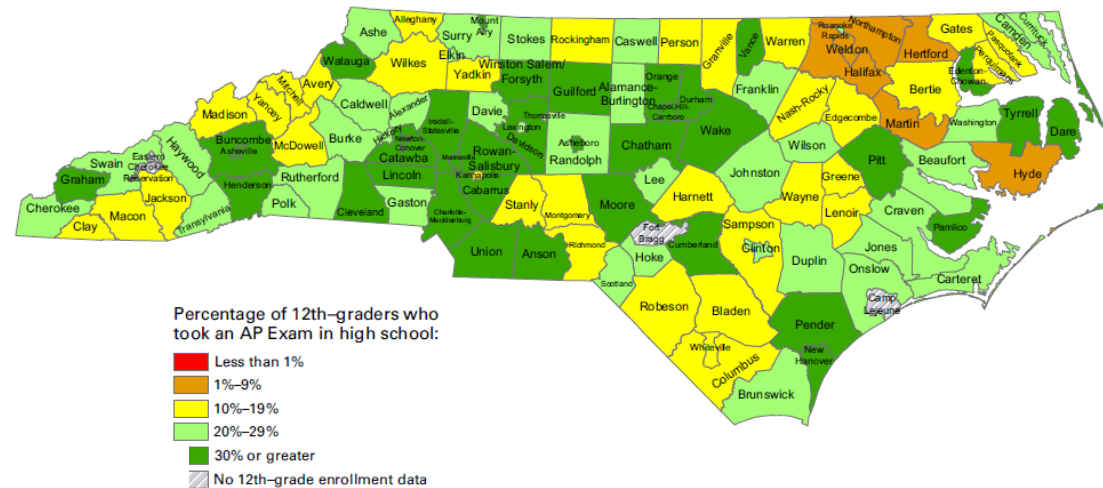 Alleghany
Mount
Airy
Ashe
Surry
Stokes
Rockingham
Caswell
Person
Granville
Vance
Warren
Roanoke
Rapids
Northampton
Gates
Camden
Currituck
Pasquotank
Perquimans
Hertford
Weldon
Halifax
Watauga
Wilkes
Elkin
Yadkin
Winston Salem/
Forsyth
Guilford
Alamance-
Burlington
Orange
Chapel Hill-
Carrboro
Durham
Franklin
Nash-Rocky
Edgecombe
Bertie
Edenton-
Chowan
Martin
Washington
Tyrrell
Dare
Avery
Mitchell
Yancey
Madison
Caldwell
Alexander
Iredell-
Statesville
Davie
Thomasville
Lexington
Davidson
Asheboro
Randolph
Chatham
Wake
Wilson
Pitt
Beaufort
Hyde
McDowell
Burke
Hickory
Newton-
Conover
Catawba
Mooresville
Rowan-
Salisbury
Kannapolis
Cabarrus
Buncombe
Asheville
Haywood
Swain
Eastern
Cherokee
Reservation
Graham
Cherokee
Clay
Macon
Jackson
Transylvania
Henderson
Polk
Rutherford
Cleveland
Lincoln
Gaston
Charlotte-
Mecklenburg
Stanly
Montgomery
Moore
Lee
Harnett
Johnston
Wayne
Greene
Lenoir
Craven
Pamlico
Union
Anson
Richmond
Scotland
Hoke
Fort
Bragg
Cumberland
Sampson
Clinton
Duplin
Jones
Onslow
Carteret
Camp
Lejeune
Robeson
Bladen
Pender
New
Hanover
Whiteville
Columbus
Brunswick
Percentage of 12th–graders who
took an AP Exam in high school:
Less than 1%
1%–9%
10%–19%
20%–29%
30% or greater
No 12th–grade enrollment data